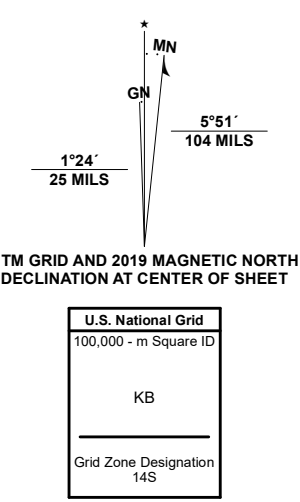 ★
MN
GN
5°51´
104 MILS
1°24´
25 MILS
TM GRID AND 2019 MAGNETIC NORTH
DECLINATION AT CENTER OF SHEET
U.S. National Grid
100,000 - m Square ID
KB
Grid Zone Designation
14S